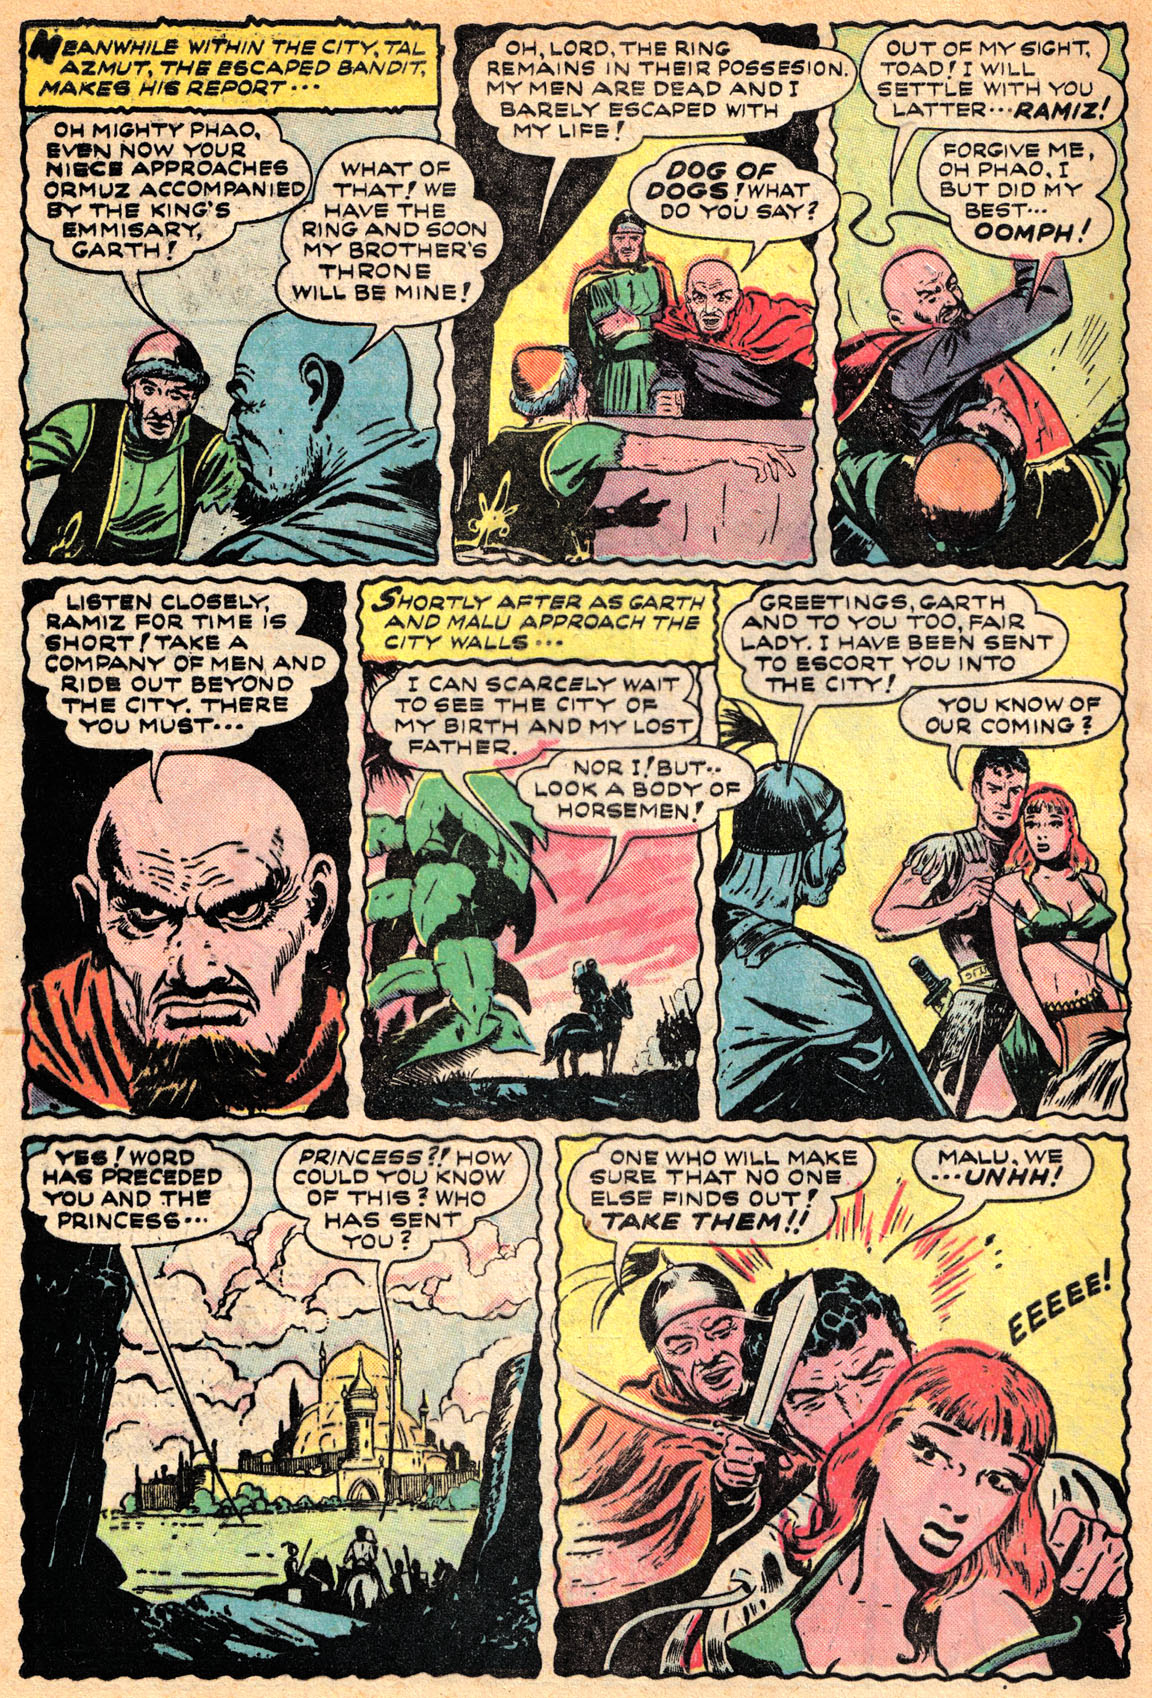 MEANWHILE WITHIN THE CITY, TAL
AZMUT, THE ESCAPED BANDIT,
MAKES HIS REPORT...
OH MIGHTY PHAO,
EVEN NOW YOUR
NIECE APPROACHES
ORMUZ ACCOMPANIED
BY THE KING'S
EMMISARY,
GARTH!
WHAT OF
THAT! WE
HAVE THE
RING AND SOON
MY BROTHER'S
THRONE
WILL BE MINE!
OH, LORD, THE RING
REMAINS IN THEIR POSSESION.
MY MEN ARE DEAD AND I
BARELY ESCAPED WITH
MY LIFE!
DOG OF
DOGS! WHAT
DO YOU SAY?
OUT OF MY SIGHT,
TOAD! I WILL
SETTLE WITH YOU
LATTER...RAMIZ!
FORGIVE ME,
OH PHAO, I
BUT DID MY
BEST...
OOMPH!
LISTEN CLOSELY,
RAMIZ FOR TIME IS
SHORT! TAKE A
COMPANY OF MEN AND
RIDE OUT BEYOND
THE CITY. THERE
YOU MUST...
SHORTLY AFTER AS GARTH
AND MALU APPROACH THE
CITY WALLS...
I CAN SCARCELY WAIT
TO SEE THE CITY OF
MY BIRTH AND MY LOST
FATHER.
NOR I! BUT..
LOOK A BODY OF
HORSEMEN!
GREETINGS, GARTH
AND TO YOU TOO, FAIR
LADY. I HAVE BEEN SENT
TO ESCORT YOU INTO
THE CITY!
YOU KNOW OF
OUR COMING?
YES! WORD
HAS PRECEDED
YOU AND THE
PRINCESS...
PRINCESS?! HOW
COULD YOU KNOW
OF THIS? WHO
HAS SENT
YOU?
ONE WHO WILL MAKE
SURE THAT NO ONE
ELSE FINDS OUT!
TAKE THEM!!
MALU, WE
...UNHH!
EEEEE!